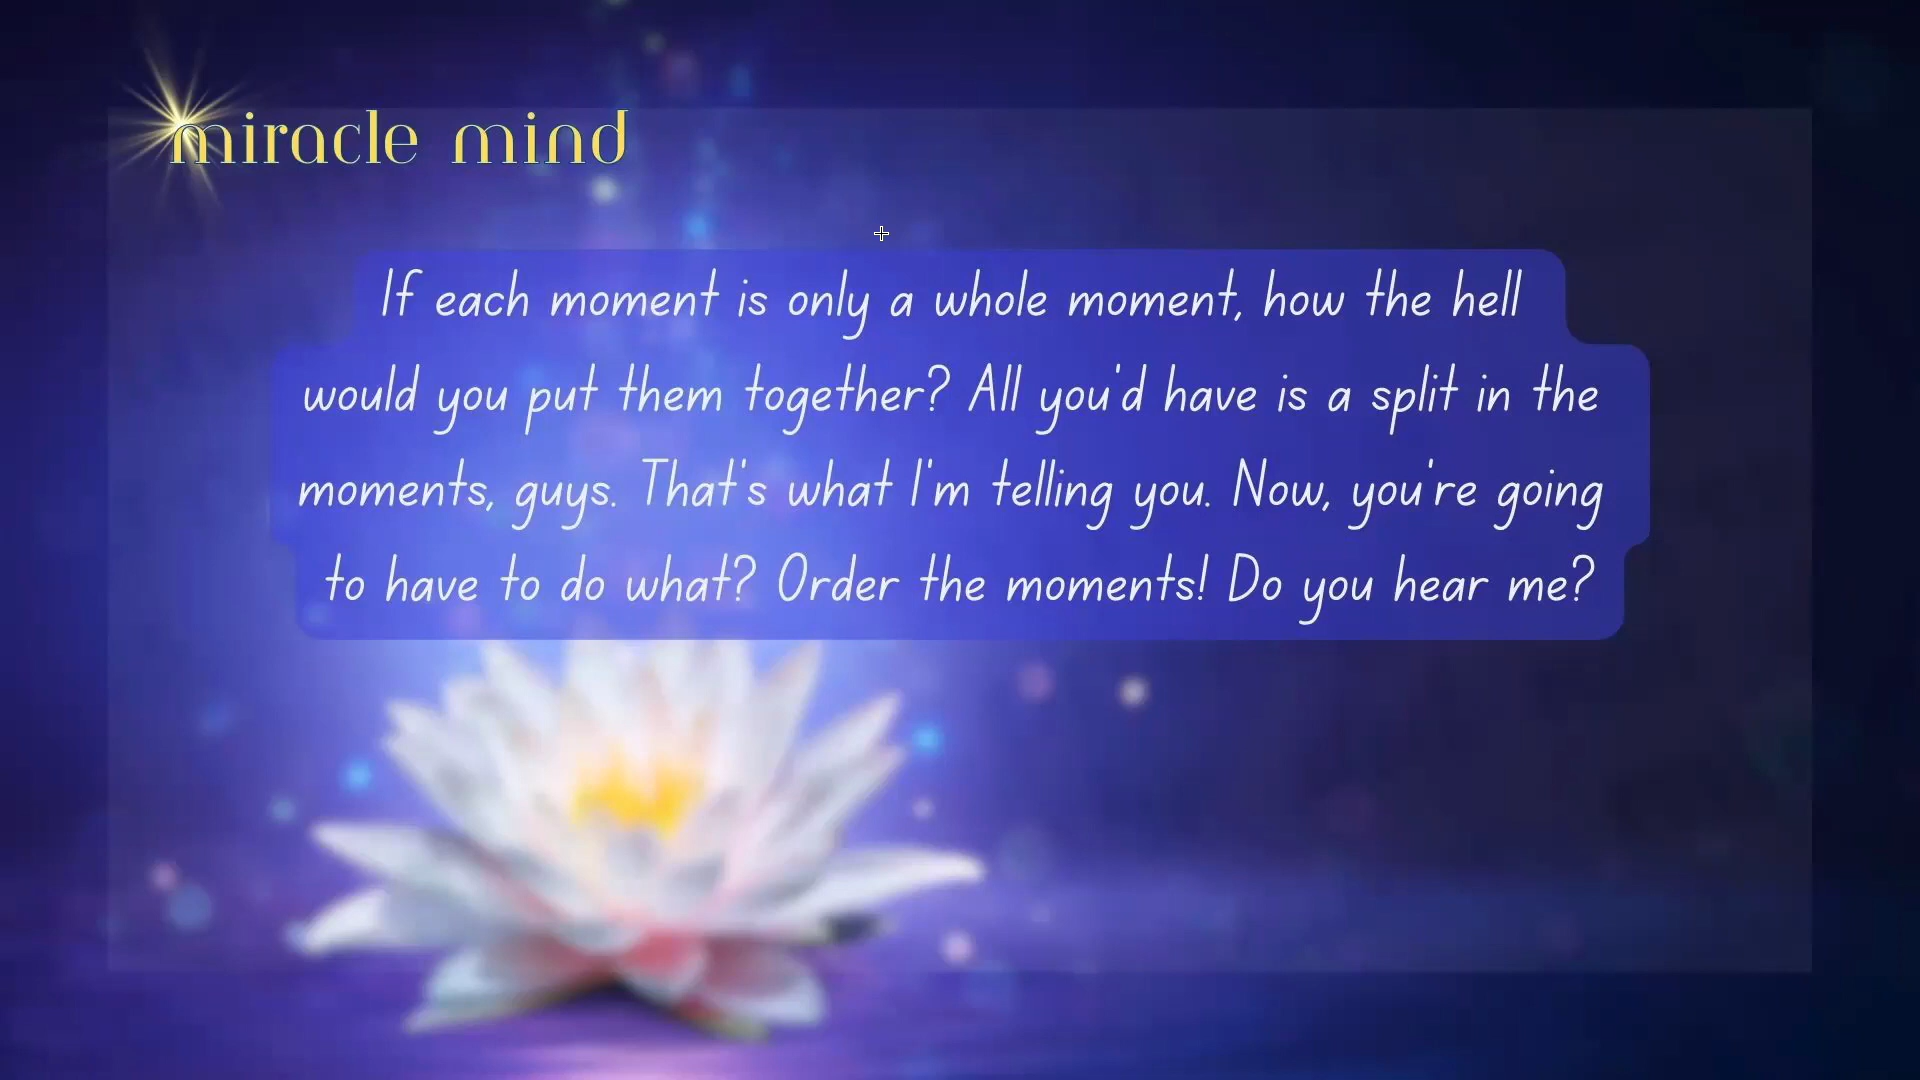 miracle mind
If each moment is only a whole moment, how the hell
would you put them together? All you'd have is a split in the
moments, guys. That's what I'm telling you. Now, you're going
to have to do what? Order the moments! Do you hear me?